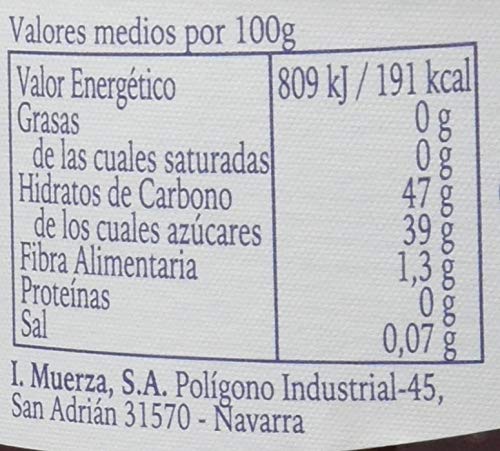 Valores medios por 100g
Valor Energético 809 kJ / 191 kcal
Grasas 0 g
de las cuales saturadas 0 g
Hidratos de Carbono 47 g
de los cuales azúcares 39 g
Fibra Alimentaria 1,3 g
Proteínas 0 g
Sal 0,07 g
I. Muerza, S.A. Polígono Industrial-45,
San Adrián 31570 - Navarra